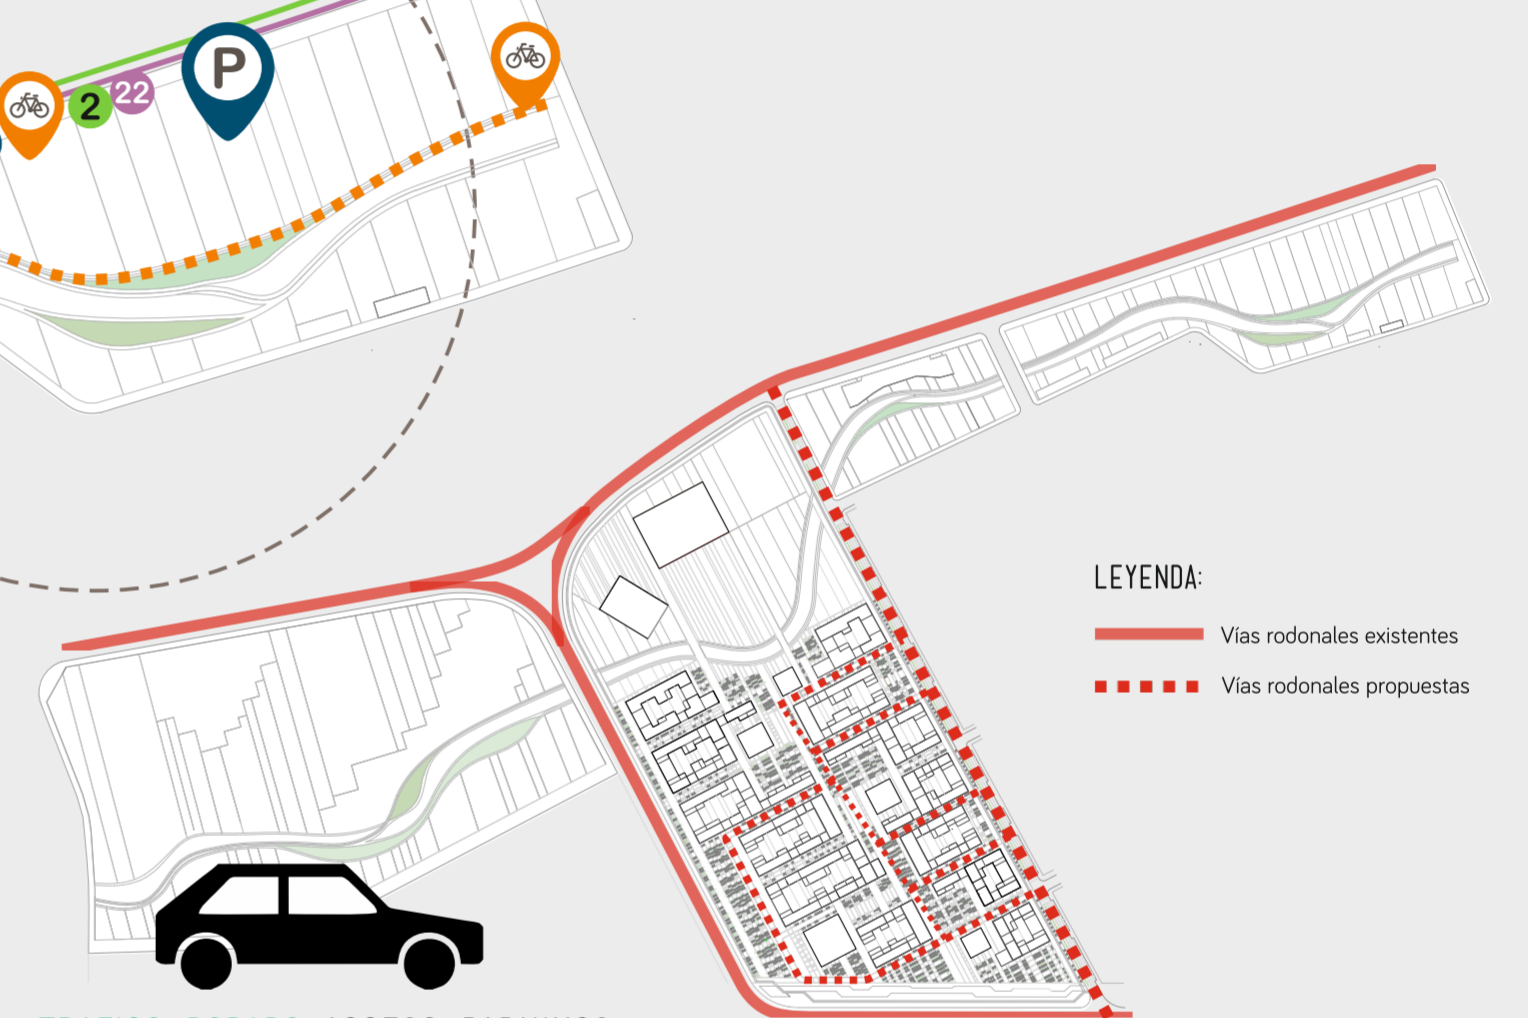 P
2
22
LEYENDA:
Vías rodonales existentes
Vías rodonales propuestas